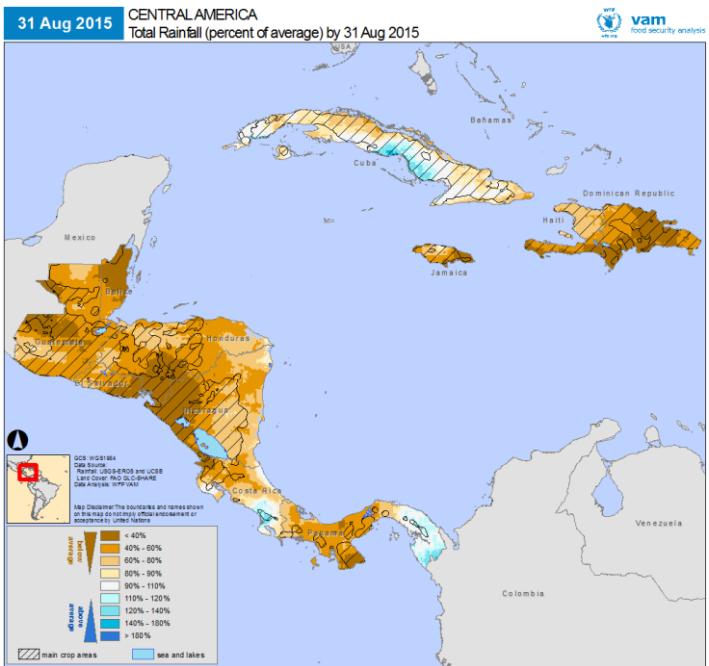 31 Aug 2015
CENTRAL AMERICA
Total Rainfall (percent of average) by 31 Aug 2015
WFP
wfp.org
vam
food security analysis
USA
Bahamas
Cuba
Dominican Republic
Haiti
Jamaica
Mexico
Belize
Guatemala
Honduras
El Salvador
Nicaragua
Costa Rica
Panama
Venezuela
Colombia
GCS: WGS1984
Data Source:
Rainfall: USGS-EROS and UCSB
Land Cover: FAO GLC-SHARE
Data Analysis: WFP/VAM
Map Disclaimer:The boundaries and names shown
on this map do not imply official endorsement or
acceptance by United Nations
below
average
< 40%
40% - 60%
60% - 80%
80% - 90%
90% - 110%
110% - 120%
120% - 140%
140% - 180%
> 180%
above
average
main crop areas
sea and lakes